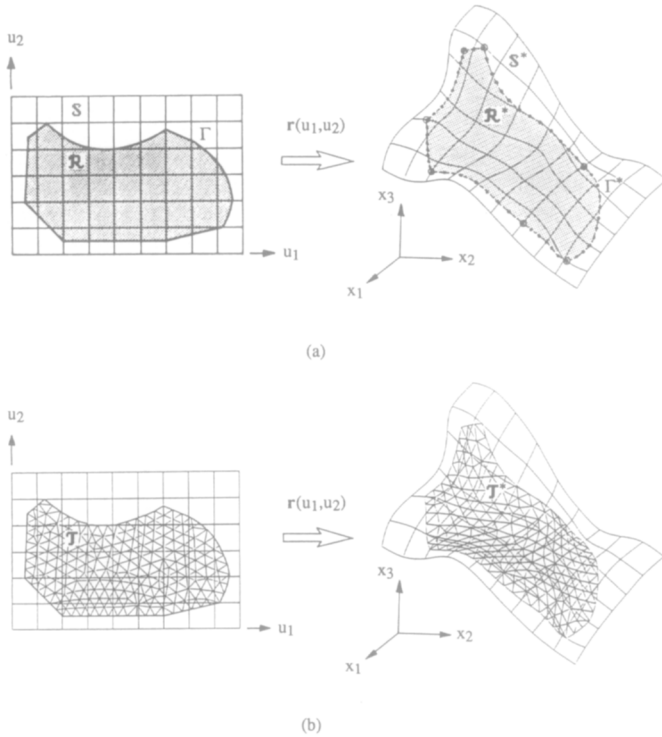 u₂
S
Γ
R
u₁
r(u₁,u₂)
S*
R*
Γ*
x₃
x₂
x₁
(a)
u₂
T
u₁
r(u₁,u₂)
T*
x₃
x₂
x₁
(b)